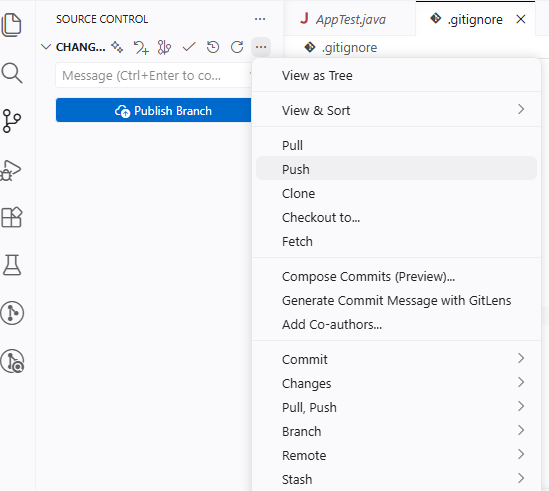 SOURCE CONTROL
CHANG...
Message (Ctrl+Enter to co...
Publish Branch
J AppTest.java
.gitignore
.gitignore
View as Tree
View & Sort
Pull
Push
Clone
Checkout to...
Fetch
Compose Commits (Preview)...
Generate Commit Message with GitLens
Add Co-authors...
Commit
Changes
Pull, Push
Branch
Remote
Stash